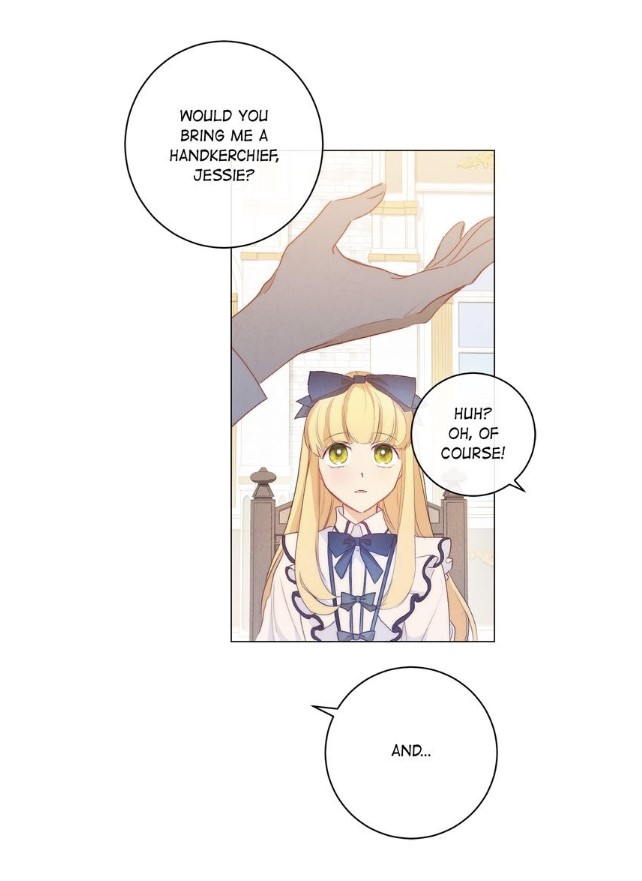 WOULD YOU
BRING ME A
HANDKERCHIEF,
JESSIE?
HUH?
OH, OF
COURSE!
AND...